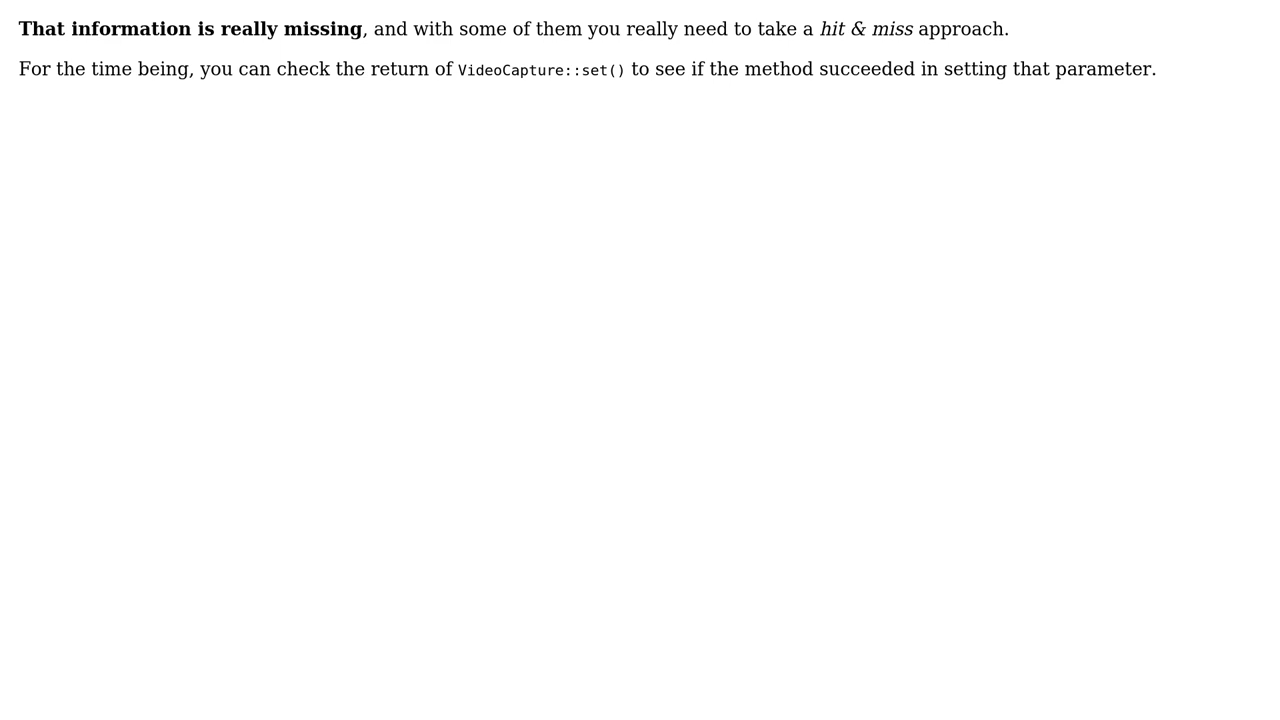 That information is really missing, and with some of them you really need to take a hit & miss approach.
For the time being, you can check the return of VideoCapture::set() to see if the method succeeded in setting that parameter.